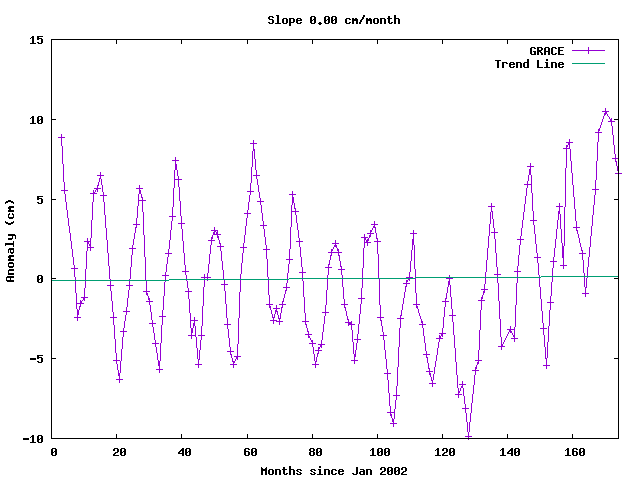 Slope 0.00 cm/month
GRACE
Trend Line
15
10
5
0
-5
-10
Anomaly (cm)
0 20 40 60 80 100 120 140 160
Months since Jan 2002